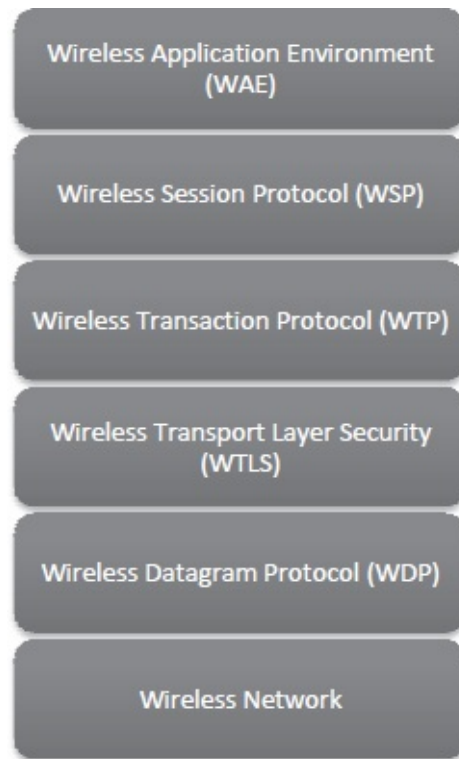 Wireless Application Environment
(WAE)
Wireless Session Protocol (WSP)
Wireless Transaction Protocol (WTP)
Wireless Transport Layer Security
(WTLS)
Wireless Datagram Protocol (WDP)
Wireless Network